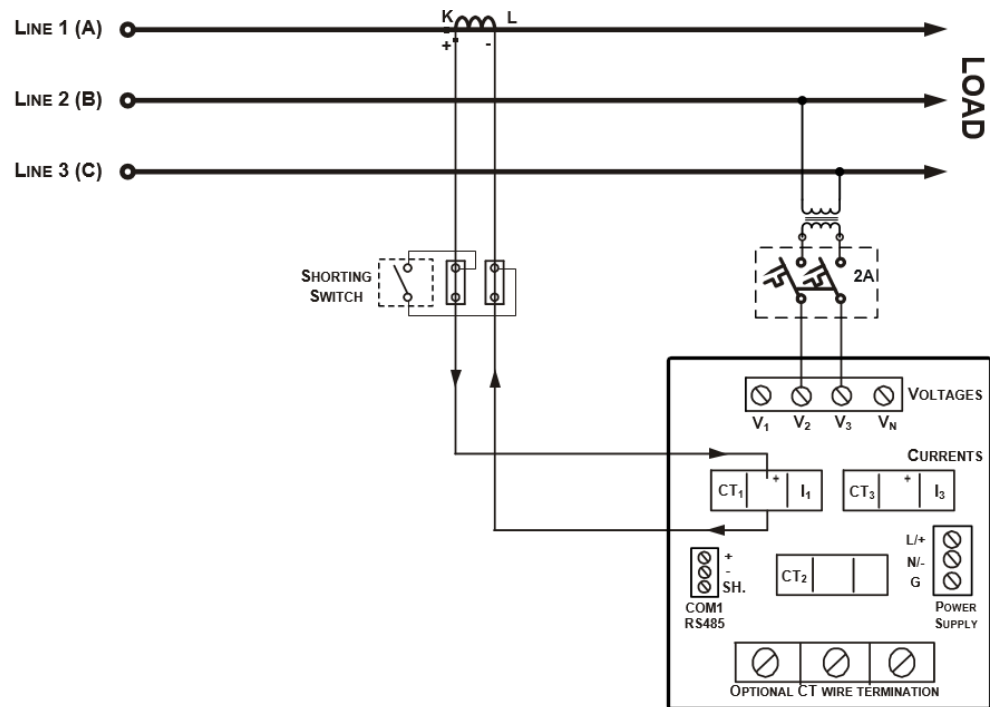 K L
LINE 1 (A)
+ -
LINE 2 (B)
LOAD
LINE 3 (C)
SHORTING
SWITCH
2A
VOLTAGES
V1 V2 V3 VN
CURRENTS
CT1 + I1
CT3 + I3
L/+
N/-
G
POWER
SUPPLY
+
-
SH.
COM1
RS485
CT2
OPTIONAL CT WIRE TERMINATION